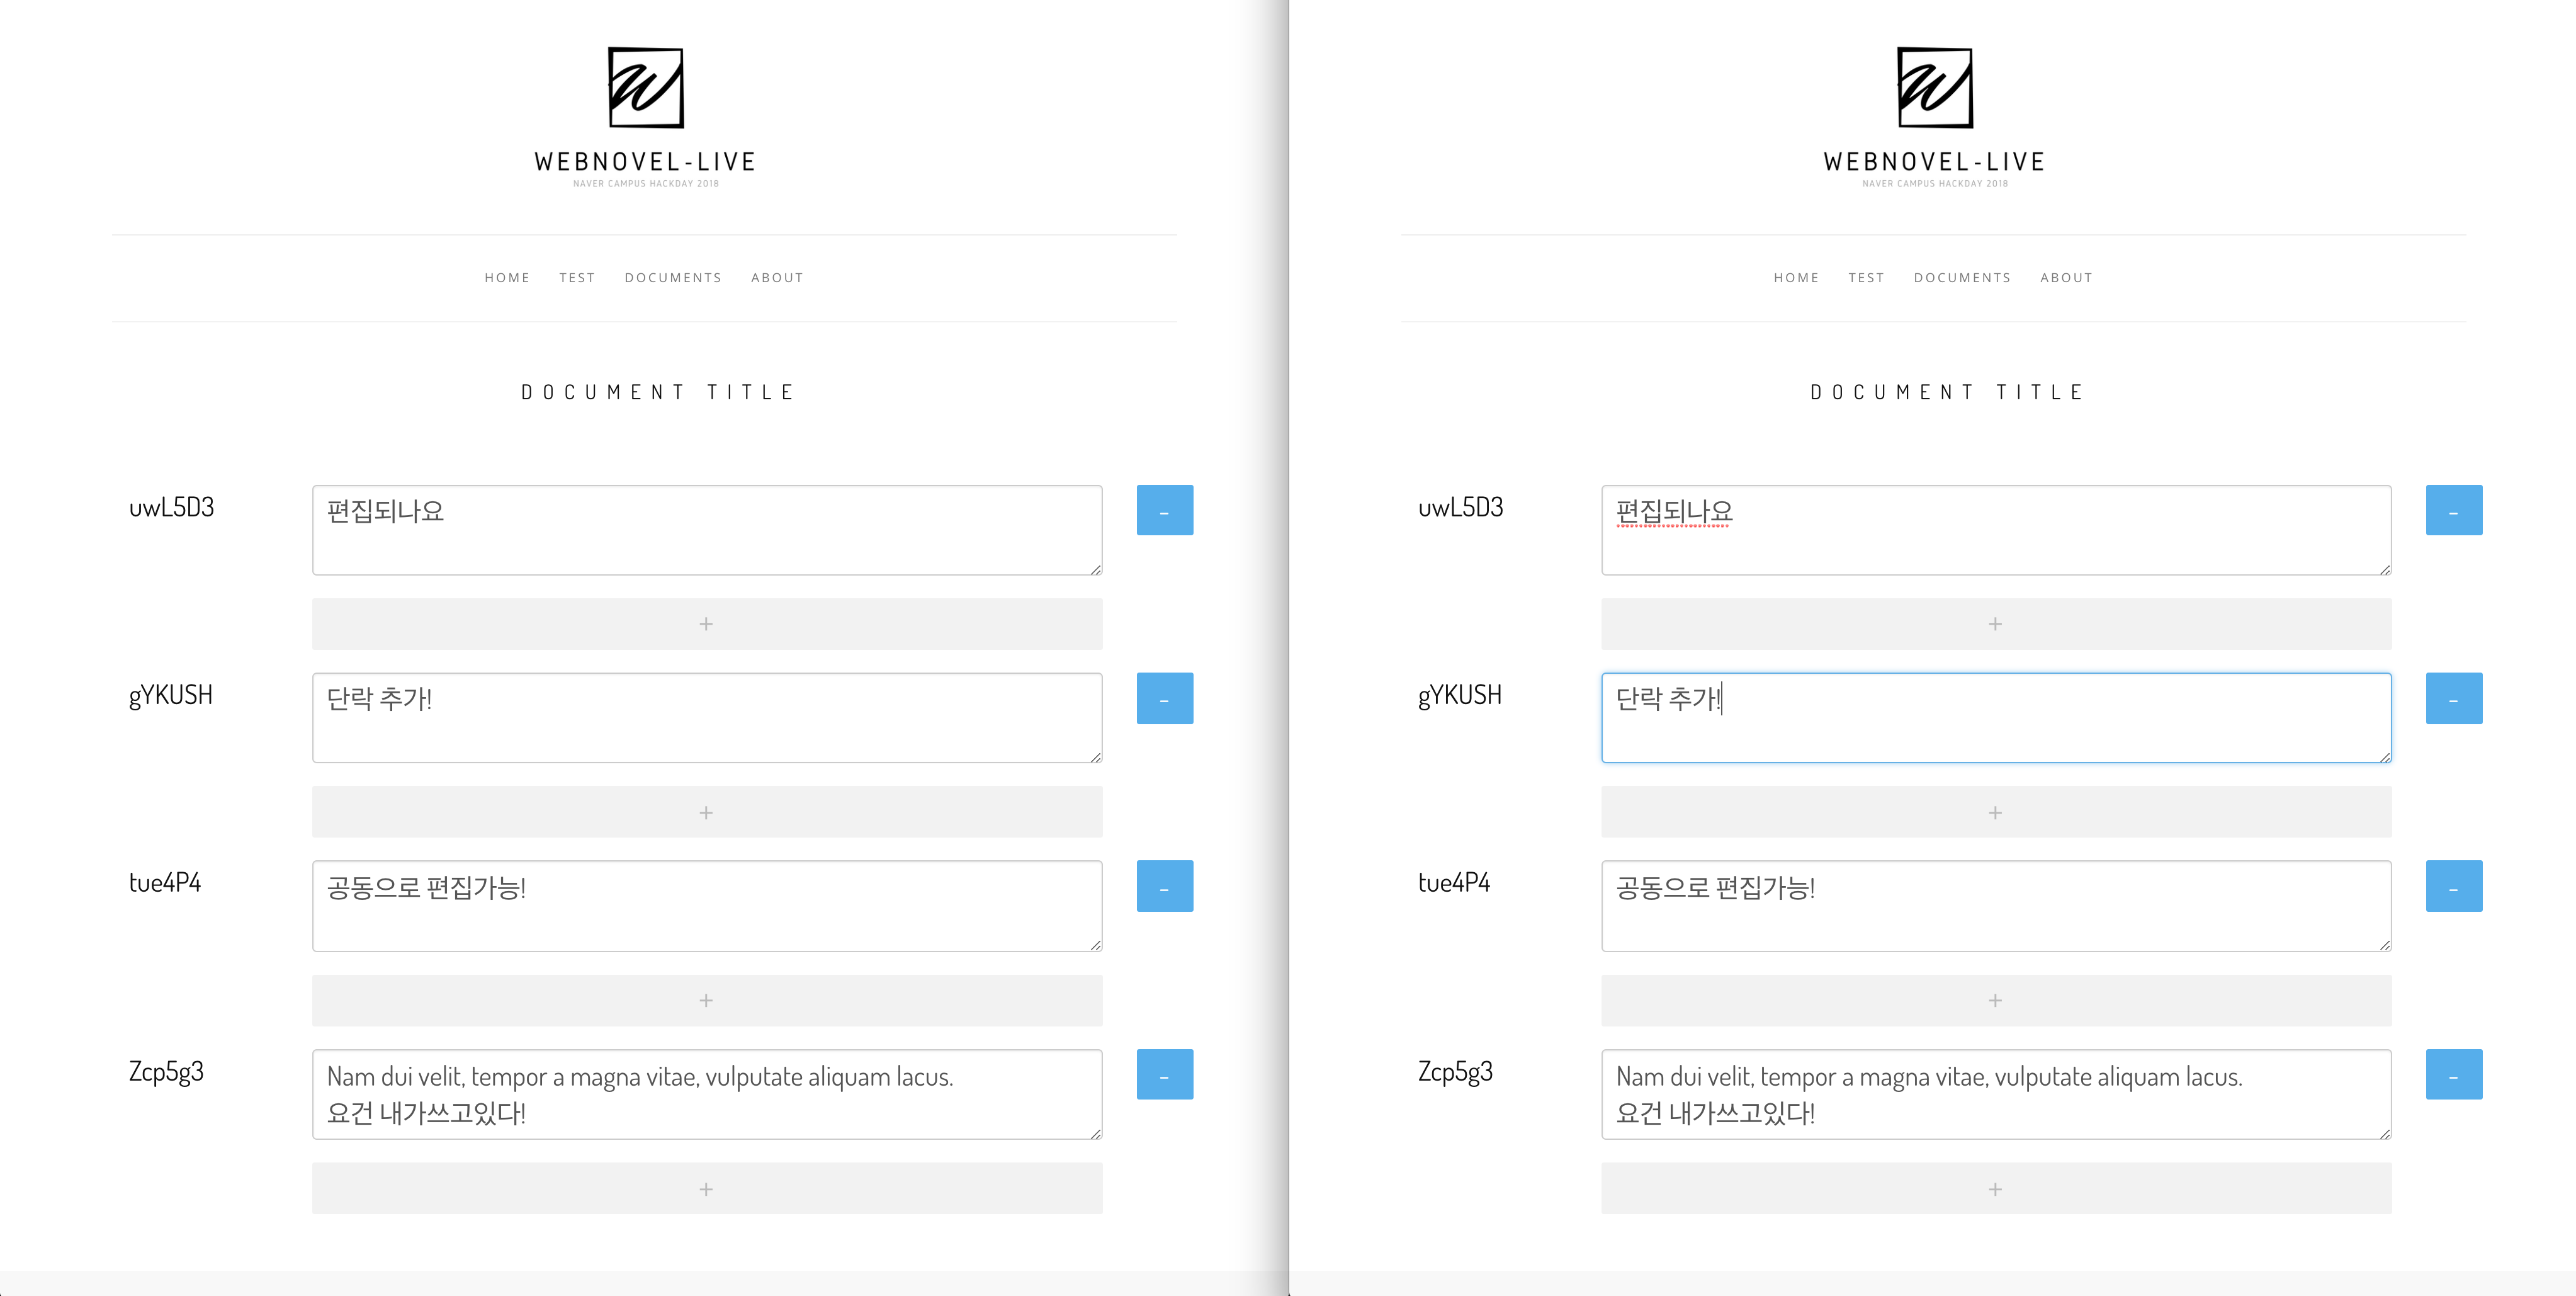 WEBNOVEL-LIVE
NAVER CAMPUS HACKDAY 2018
HOME TEST DOCUMENTS ABOUT
DOCUMENT TITLE
uwL5D3
편집되나요
-
+
gYKUSH
단락 추가!
-
+
tue4P4
공동으로 편집가능!
-
+
Zcp5g3
Nam dui velit, tempor a magna vitae, vulputate aliquam lacus.
요건 내가쓰고있다!
-
+
WEBNOVEL-LIVE
NAVER CAMPUS HACKDAY 2018
HOME TEST DOCUMENTS ABOUT
DOCUMENT TITLE
uwL5D3
편집되나요
-
+
gYKUSH
단락 추가!
-
+
tue4P4
공동으로 편집가능!
-
+
Zcp5g3
Nam dui velit, tempor a magna vitae, vulputate aliquam lacus.
요건 내가쓰고있다!
-
+